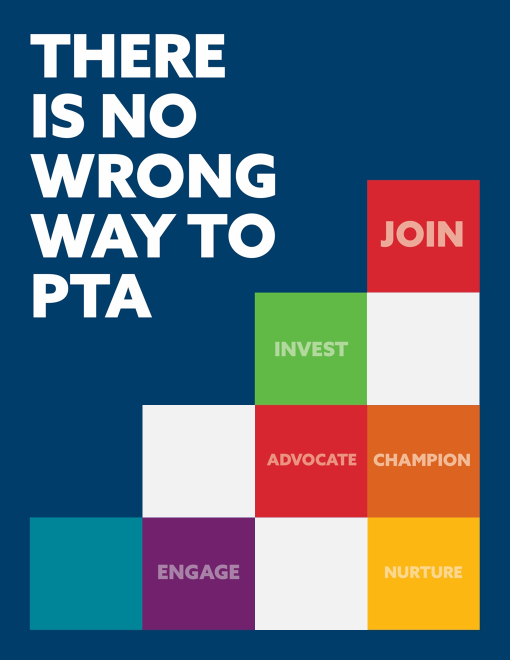 THERE
IS NO
WRONG
WAY TO
PTA
JOIN
INVEST
ADVOCATE CHAMPION
ENGAGE NURTURE